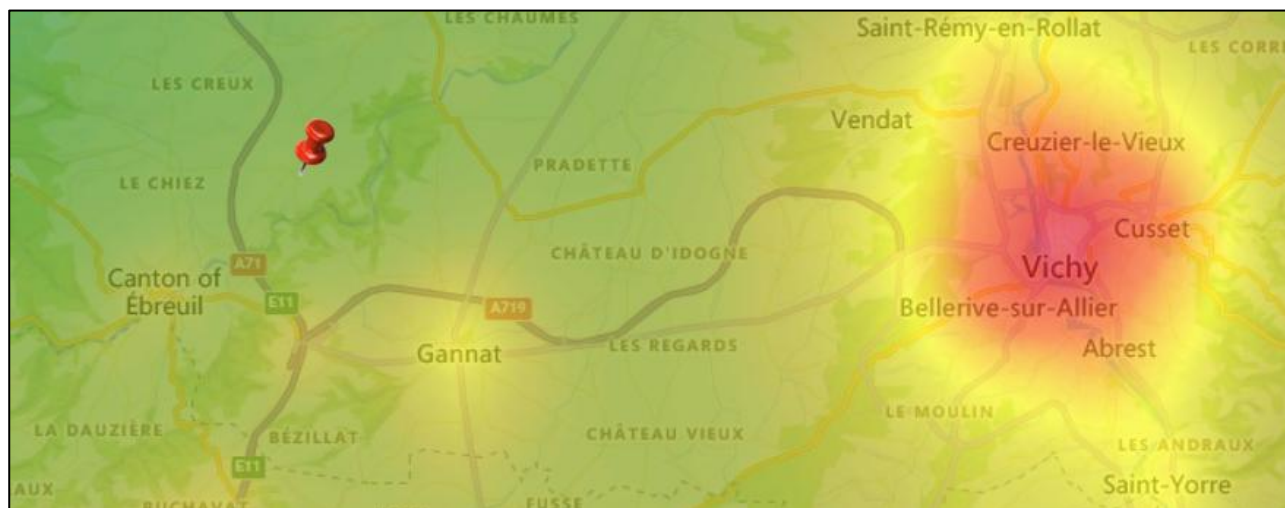 LES CHAUMES
Saint-Rémy-en-Rollat
LES CORRE
LES CREUX
Vendat
Creuzier-le-Vieux
PRADETTE
LE CHIEZ
Cusset
CHÂTEAU D'IDOGNE
A71
Vichy
Canton of
Ébreuil
E11
A719
Bellerive-sur-Allier
Gannat
LES REGARDS
Abrest
LE MOULIN
LA DAUZIÈRE
BÉZILLAT
CHÂTEAU VIEUX
LES ANDRAUX
E11
Saint-Yorre
AUX
FUSSE